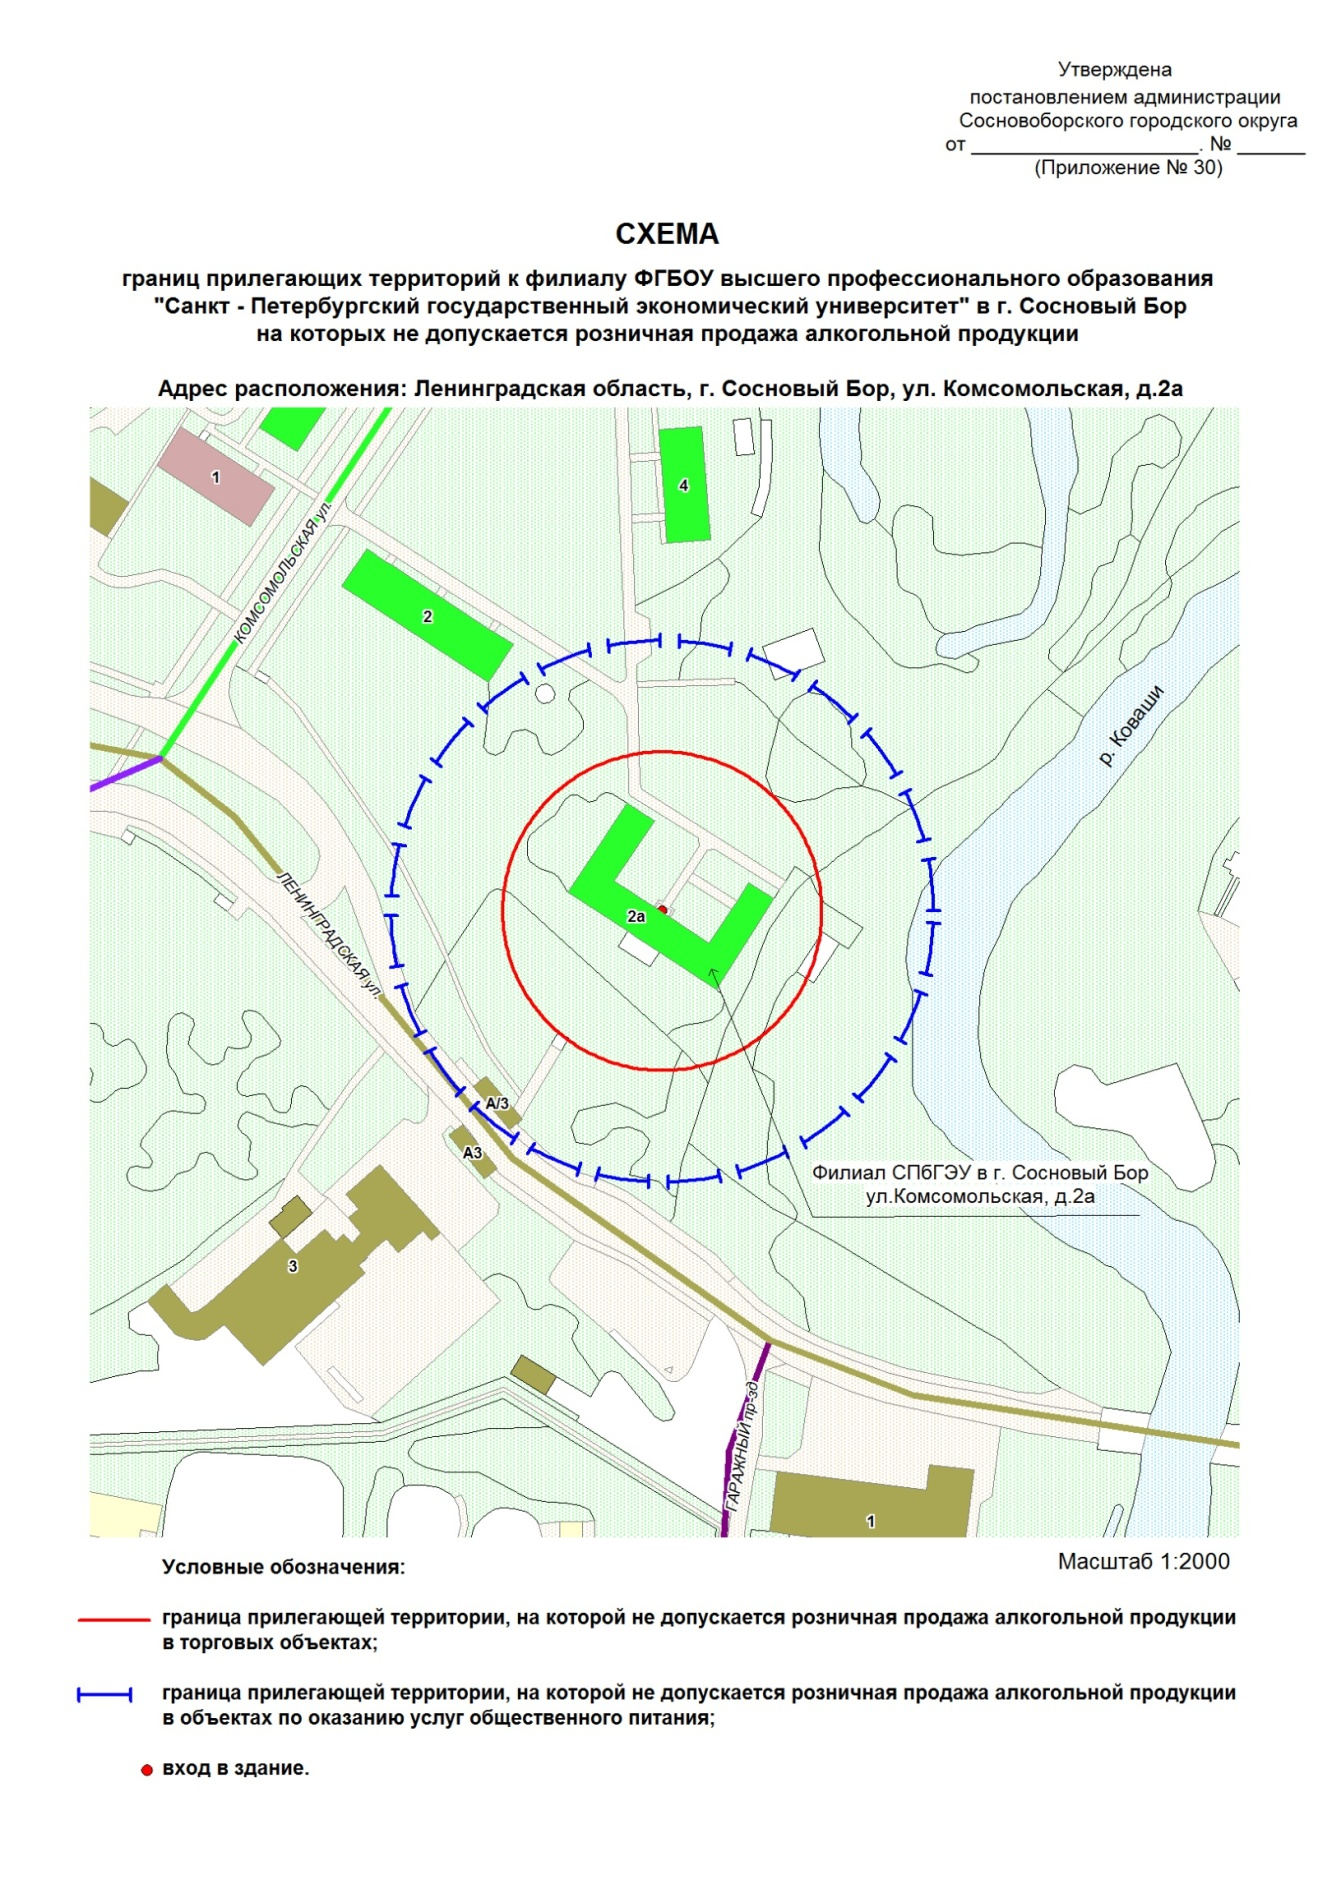 Утверждена
постановлением администрации
Сосновоборского городского округа
от ____________________. № ______
(Приложение № 30)
СХЕМА
границ прилегающих территорий к филиалу ФГБОУ высшего профессионального образования
"Санкт - Петербургский государственный экономический университет" в г. Сосновый Бор
на которых не допускается розничная продажа алкогольной продукции
Адрес расположения: Ленинградская область, г. Сосновый Бор, ул. Комсомольская, д.2а
1
4
КОМСОМОЛЬСКАЯ ул.
2
р. Коваши
ЛЕНИНГРАДСКАЯ ул.
2а
А/3
А3
Филиал СПбГЭУ в г. Сосновый Бор
ул.Комсомольская, д.2а
3
ГАРАЖНЫЙ пр-зд
1
Масштаб 1:2000
Условные обозначения:
граница прилегающей территории, на которой не допускается розничная продажа алкогольной продукции
в торговых объектах;
граница прилегающей территории, на которой не допускается розничная продажа алкогольной продукции
в объектах по оказанию услуг общественного питания;
вход в здание.